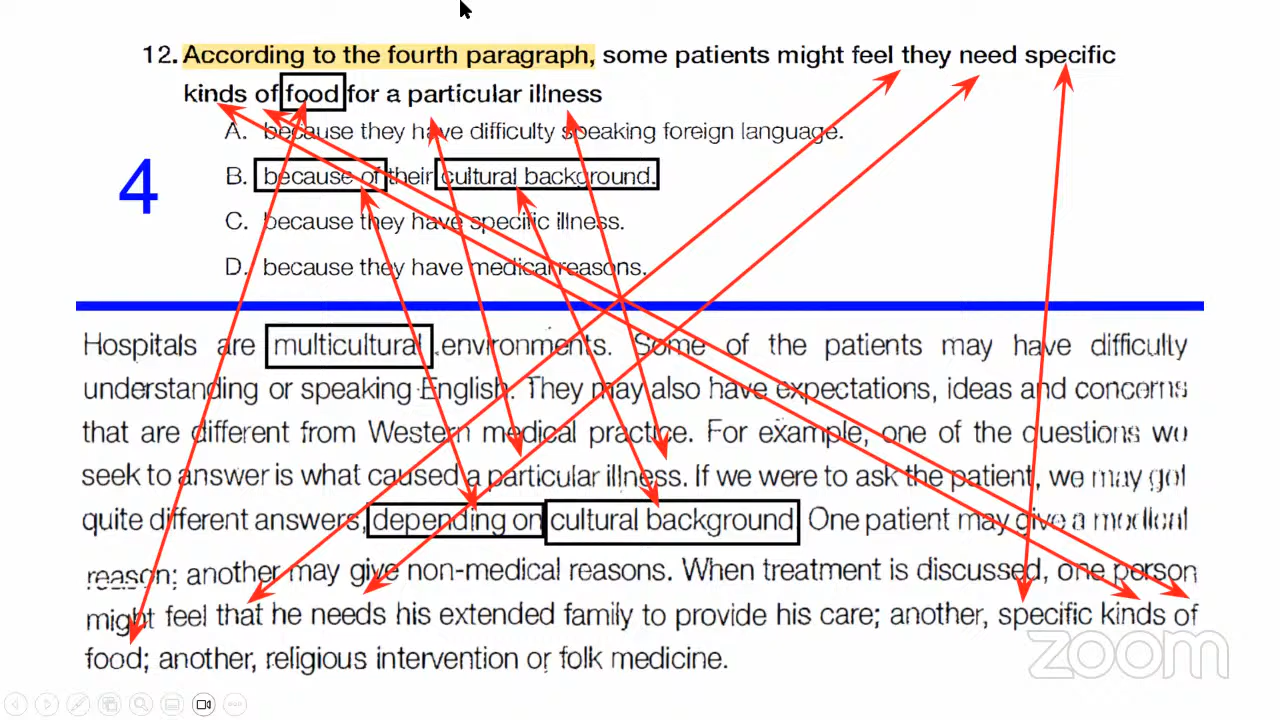 12. According to the fourth paragraph, some patients might feel they need specific
kinds of food for a particular illness
A. because they have difficulty speaking foreign language.
4
B. because of their cultural background.
C. because they have specific illness.
D. because they have medical reasons.
Hospitals are multicultural environments. Some of the patients may have difficulty
understanding or speaking English. They may also have expectations, ideas and concerns
that are different from Western medical practice. For example, one of the questions we
seek to answer is what caused a particular illness. If we were to ask the patient, we may get
quite different answers, depending on cultural background. One patient may give a medical
reason; another may give non-medical reasons. When treatment is discussed, one person
might feel that he needs his extended family to provide his care; another, specific kinds of
food; another, religious intervention or folk medicine.
zoom